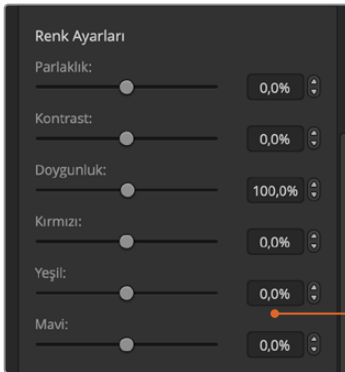 Renk Ayarları
Parlaklık:
0,0%
Kontrast:
0,0%
Doygunluk:
100,0%
Kırmızı:
0,0%
Yeşil:
0,0%
Mavi:
0,0%